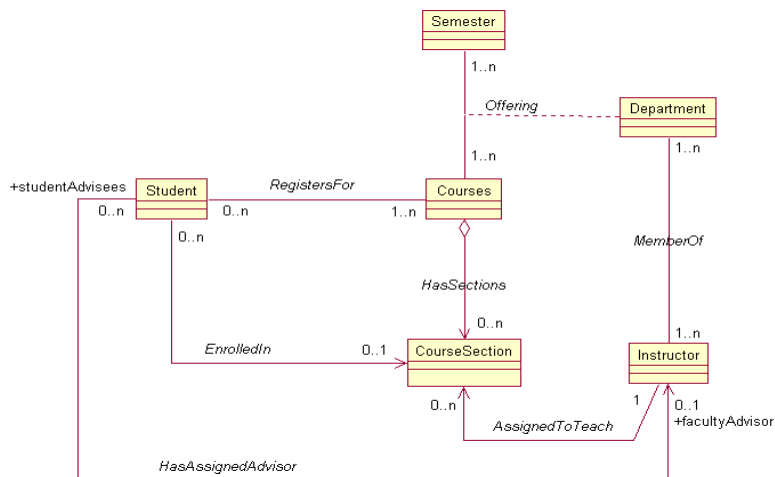 Semester
1..n
Offering
Department
1..n
1..n
+studentAdvisees
Student
RegistersFor
Courses
0..n
0..n
1..n
0..n
MemberOf
HasSections
0..n
1..n
EnrolledIn
0..1
CourseSection
Instructor
0..n
1
0..1
+facultyAdvisor
AssignedToTeach
HasAssignedAdvisor